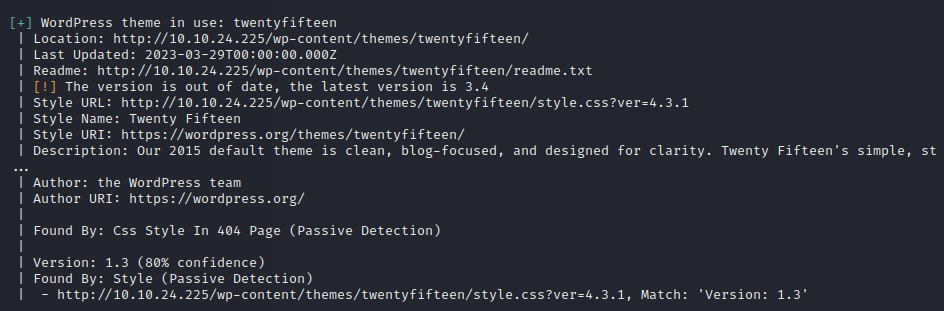 [+] WordPress theme in use: twentyfifteen
| Location: http://10.10.24.225/wp-content/themes/twentyfifteen/
| Last Updated: 2023-03-29T00:00:00.000Z
| Readme: http://10.10.24.225/wp-content/themes/twentyfifteen/readme.txt
| [!] The version is out of date, the latest version is 3.4
| Style URL: http://10.10.24.225/wp-content/themes/twentyfifteen/style.css?ver=4.3.1
| Style Name: Twenty Fifteen
| Style URI: https://wordpress.org/themes/twentyfifteen/
| Description: Our 2015 default theme is clean, blog-focused, and designed for clarity. Twenty Fifteen's simple, st
...
| Author: the WordPress team
| Author URI: https://wordpress.org/
|
| Found By: Css Style In 404 Page (Passive Detection)
|
| Version: 1.3 (80% confidence)
| Found By: Style (Passive Detection)
|  - http://10.10.24.225/wp-content/themes/twentyfifteen/style.css?ver=4.3.1, Match: 'Version: 1.3'